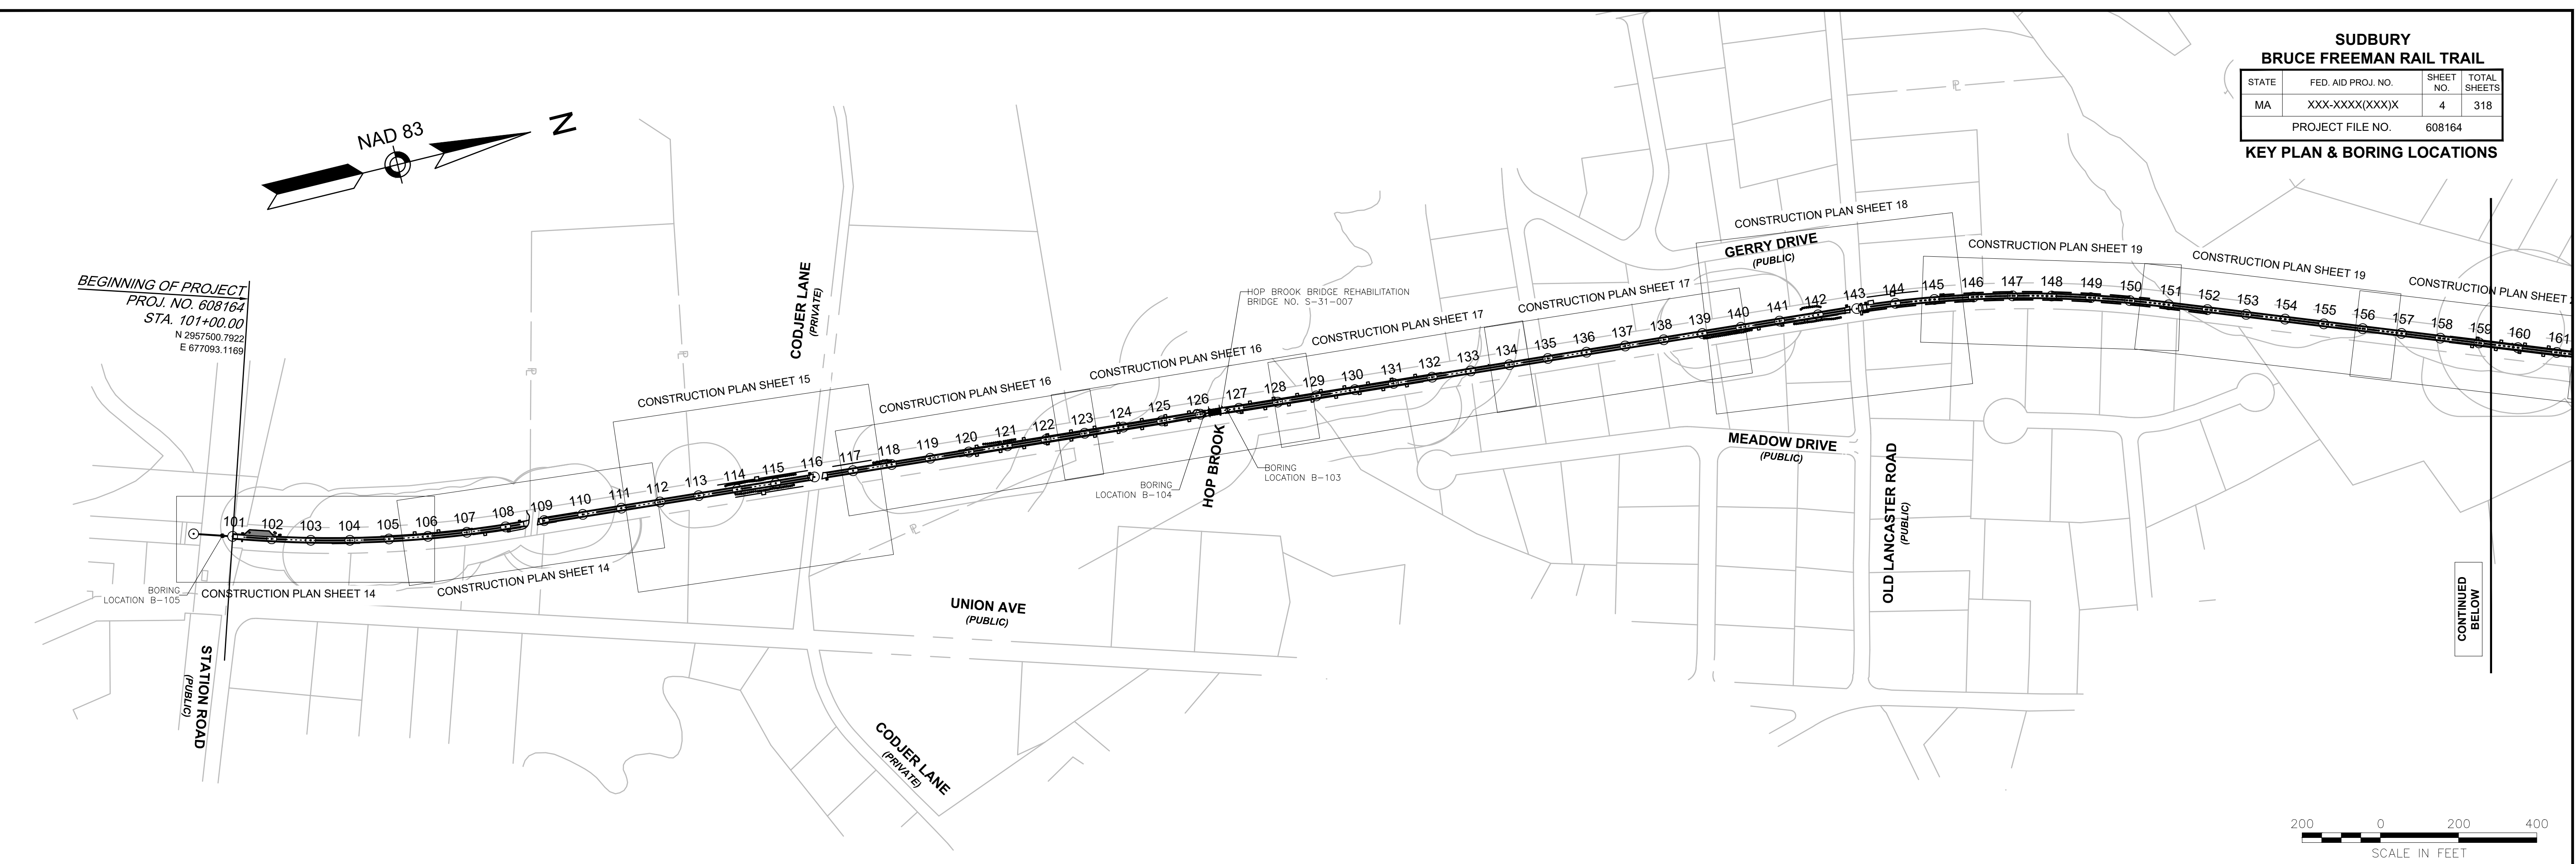 SUDBURY
BRUCE FREEMAN RAIL TRAIL
STATE FED. AID PROJ. NO. SHEET NO. TOTAL SHEETS
MA XXX-XXXX(XXX)X 4 318
PROJECT FILE NO. 608164
KEY PLAN & BORING LOCATIONS
NAD 83
N
BEGINNING OF PROJECT
PROJ. NO. 608164
STA. 101+00.00
N 2957500.7922
E 677093.1169
CODJER LANE
(PRIVATE)
HOP BROOK BRIDGE REHABILITATION
BRIDGE NO. S-31-007
GERRY DRIVE
(PUBLIC)
CONSTRUCTION PLAN SHEET 14
CONSTRUCTION PLAN SHEET 14
CONSTRUCTION PLAN SHEET 15
CONSTRUCTION PLAN SHEET 16
CONSTRUCTION PLAN SHEET 16
CONSTRUCTION PLAN SHEET 17
CONSTRUCTION PLAN SHEET 17
CONSTRUCTION PLAN SHEET 18
CONSTRUCTION PLAN SHEET 19
CONSTRUCTION PLAN SHEET 19
CONSTRUCTION PLAN SHEET
101 102 103 104 105 106 107 108 109 110 111 112 113 114 115 116 117 118 119 120 121 122 123 124 125 126 127 128 129 130 131 132 133 134 135 136 137 138 139 140 141 142 143 144 145 146 147 148 149 150 151 152 153 154 155 156 157 158 159 160 161
BORING
LOCATION B-105
BORING
LOCATION B-104
BORING
LOCATION B-103
HOP BROOK
MEADOW DRIVE
(PUBLIC)
OLD LANCASTER ROAD
(PUBLIC)
UNION AVE
(PUBLIC)
STATION ROAD
(PUBLIC)
CODJER LANE
(PRIVATE)
CONTINUED
BELOW
200 0 200 400
SCALE IN FEET